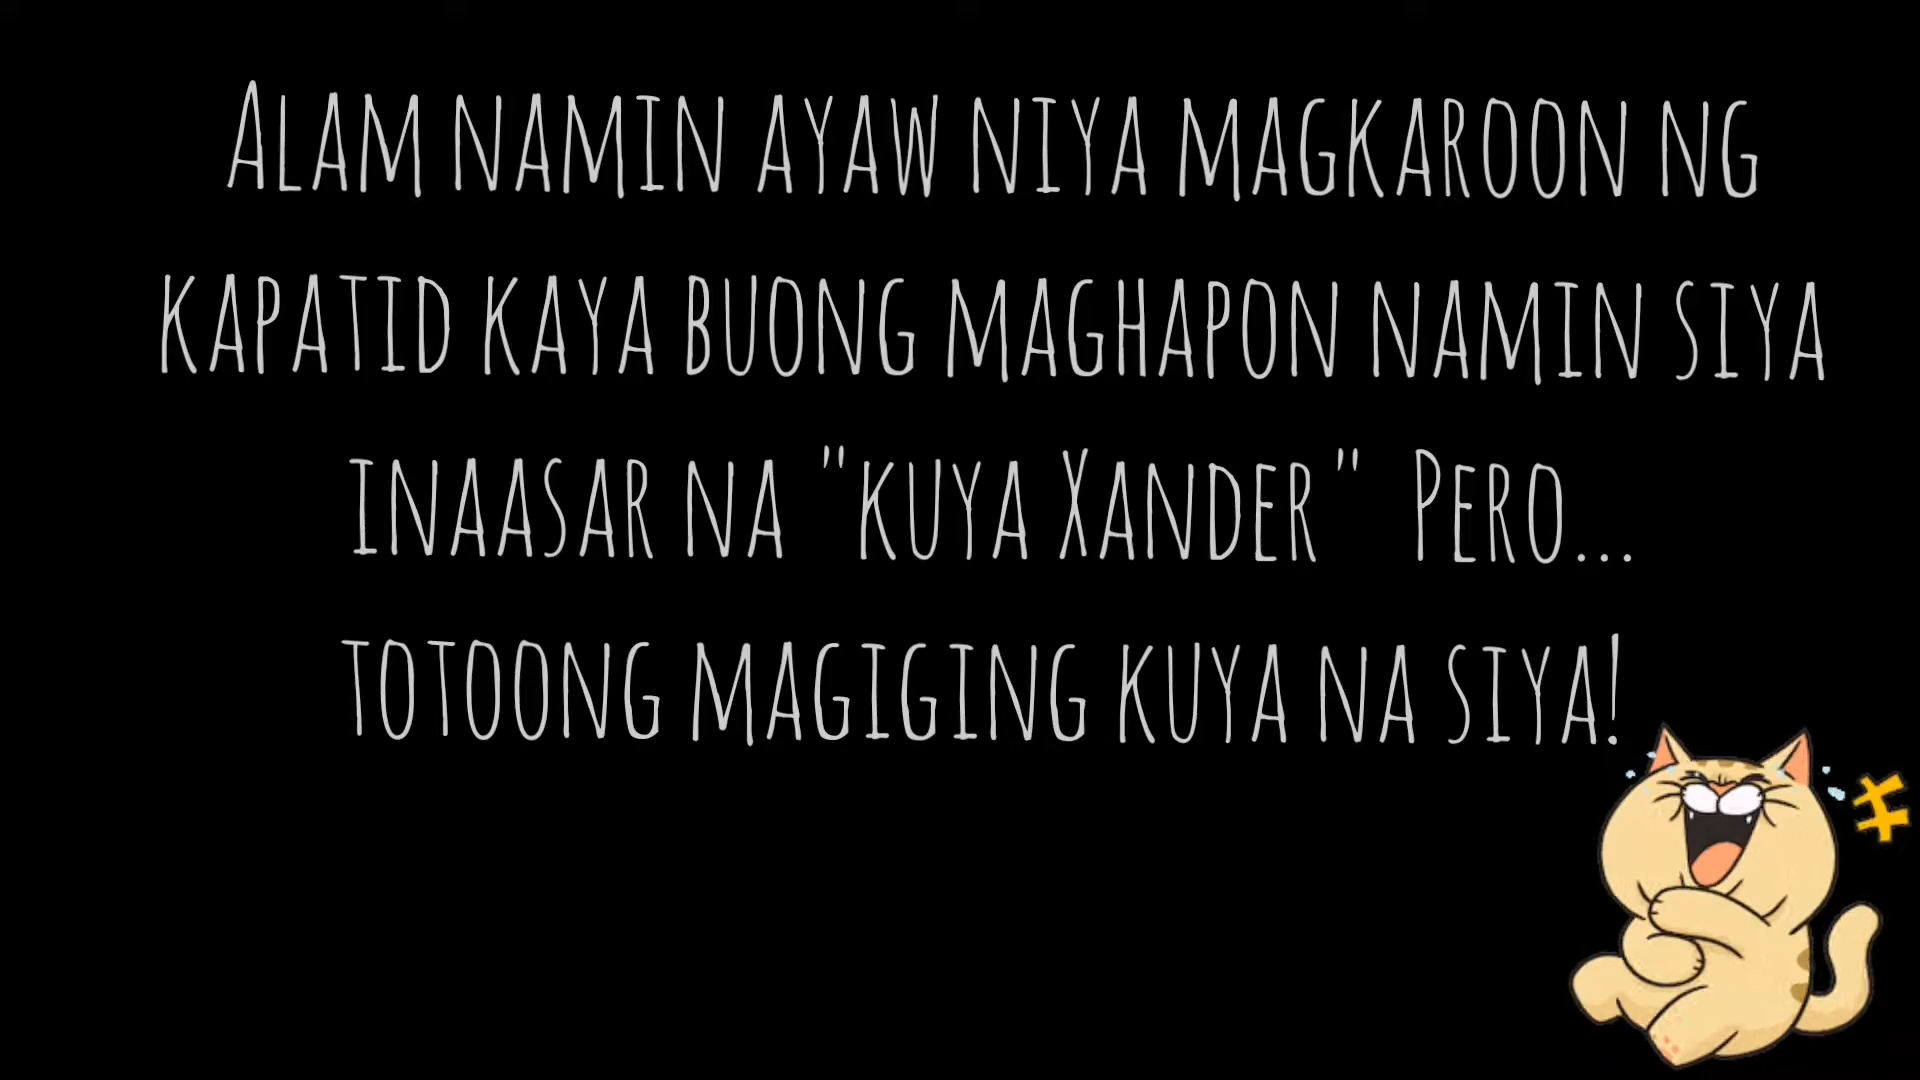 Alam namin ayaw niya magkaroon ng
kapatid kaya buong maghapon namin siya
inaasar na "kuya Xander" Pero...
totoong magiging kuya na siya!